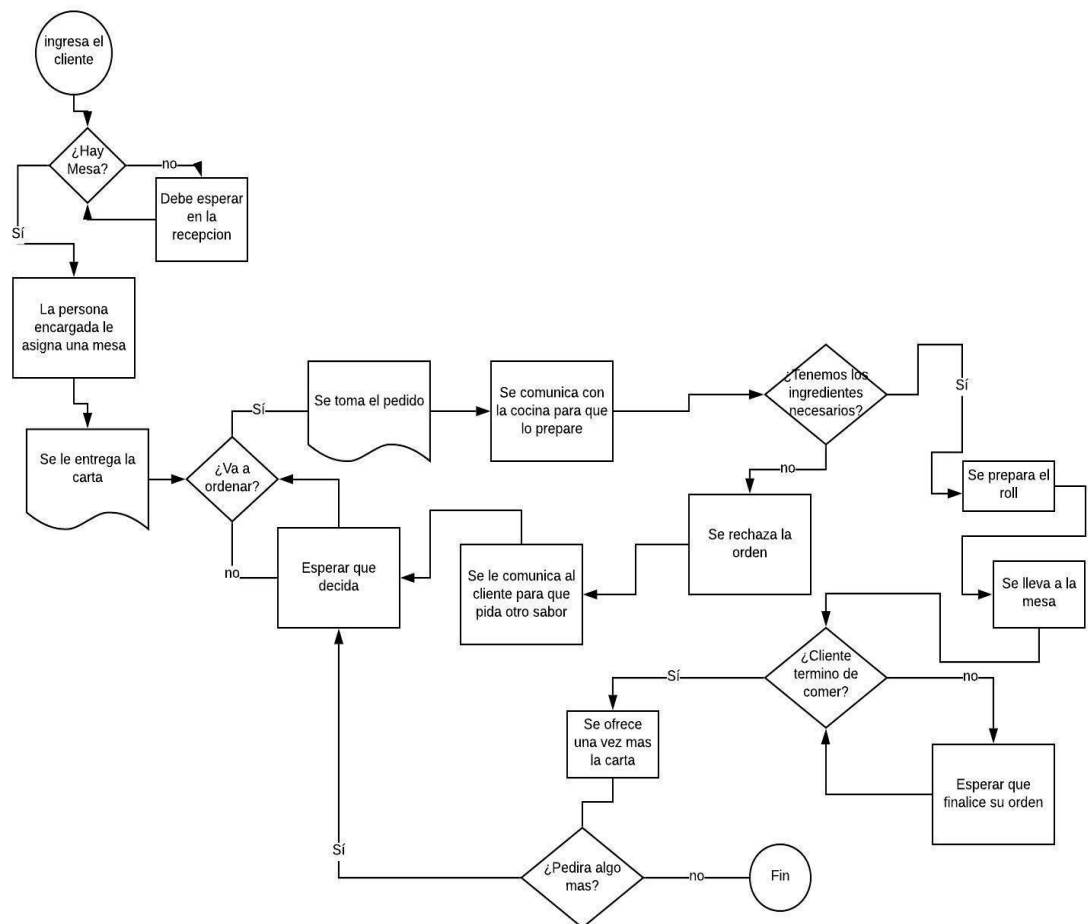 ingresa el
cliente
¿Hay
Mesa?
no
Debe esperar
en la
recepcion
Sí
La persona
encargada le
asigna una mesa
Se le entrega la
carta
¿Va a
ordenar?
Sí
Se toma el pedido
Se comunica con
la cocina para que
lo prepare
¿Tenemos los
ingredientes
necesarios?
Sí
Se prepara el
roll
no
Se rechaza la
orden
Se le comunica al
cliente para que
pida otro sabor
no
Esperar que
decida
Se lleva a la
mesa
¿Cliente
termino de
comer?
no
Esperar que
finalice su orden
Sí
Se ofrece
una vez mas
la carta
¿Pedira algo
mas?
Sí
no
Fin